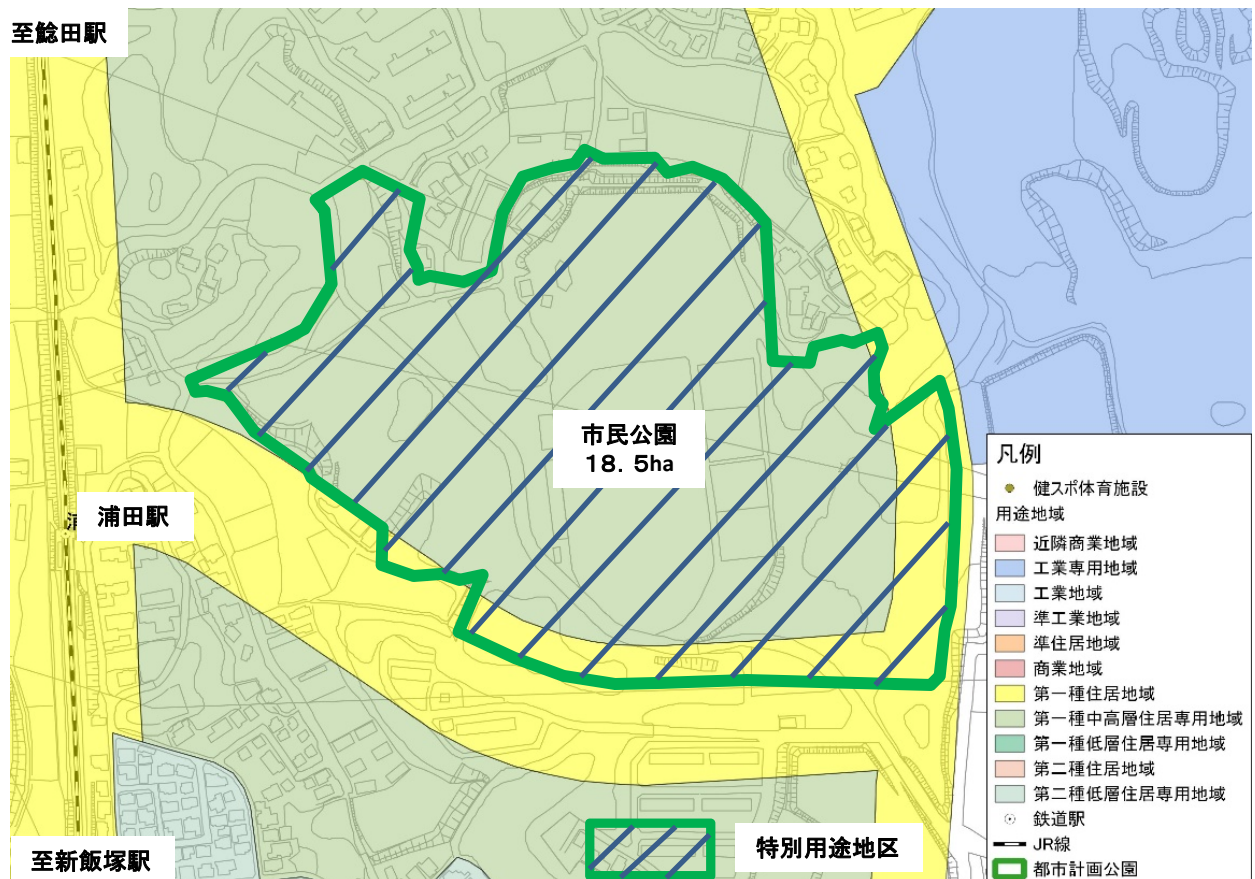 至鯰田駅
市民公園
18.5ha
浦田駅
浦
至新飯塚駅
特別用途地区
凡例
健スポ体育施設
用途地域
近隣商業地域
工業専用地域
工業地域
準工業地域
準住居地域
商業地域
第一種住居地域
第一種中高層住居専用地域
第一種低層住居専用地域
第二種住居地域
第二種低層住居専用地域
鉄道駅
JR線
都市計画公園